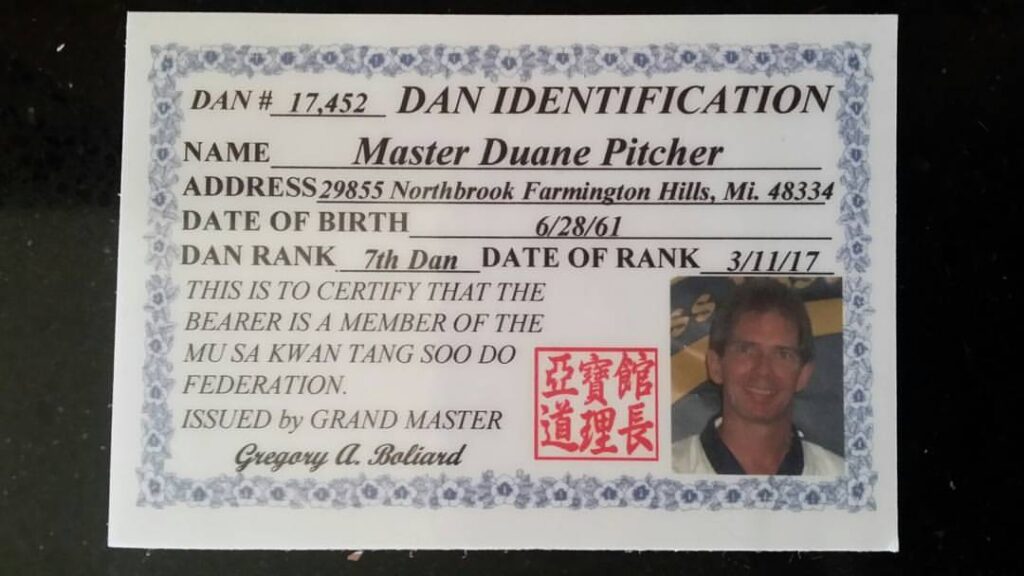 DAN # 17,452 DAN IDENTIFICATION
NAME Master Duane Pitcher
ADDRESS 29855 Northbrook Farmington Hills, Mi. 48334
DATE OF BIRTH 6/28/61
DAN RANK 7th Dan DATE OF RANK 3/11/17
THIS IS TO CERTIFY THAT THE
BEARER IS A MEMBER OF THE
MU SA KWAN TANG SOO DO
FEDERATION.
ISSUED by GRAND MASTER
Gregory A. Boliard
亞寶館
道理長